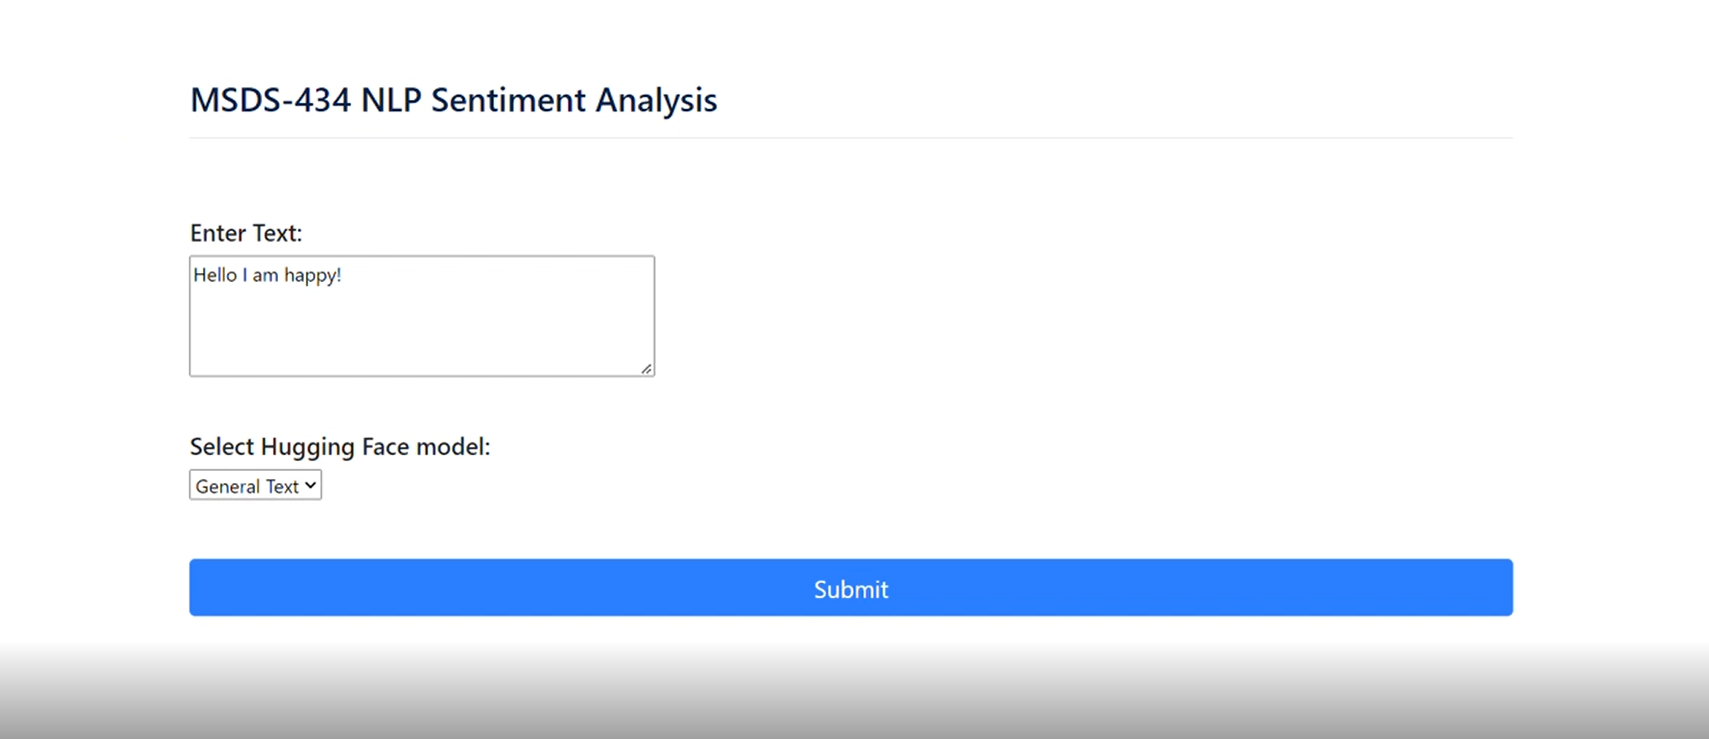 MSDS-434 NLP Sentiment Analysis
Enter Text:
Hello I am happy!
Select Hugging Face model:
General Text
Submit